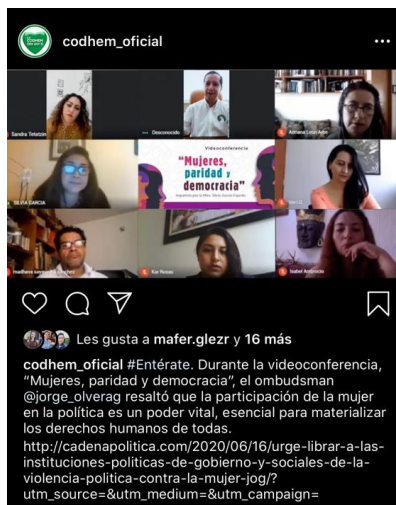 codhem_oficial
Sandra Tetatzin
Desconocido
Adriana León Ante
Videoconferencia
"Mujeres,
paridad y
democracia"
SILVIA GARCIA
Kar Rosas
Isabel Ambrocio
Les gusta a mafer.glezr y 16 más
codhem_oficial #Entérate. Durante la videoconferencia,
“Mujeres, paridad y democracia”, el ombudsman
@jorge_olverag resaltó que la participación de la mujer
en la política es un poder vital, esencial para materializar
los derechos humanos de todas.
http://cadenapolitica.com/2020/06/16/urge-librar-a-las-
instituciones-politicas-de-gobierno-y-sociales-de-la-
violencia-politica-contra-la-mujer-jog/?
utm_source=&utm_medium=&utm_campaign=